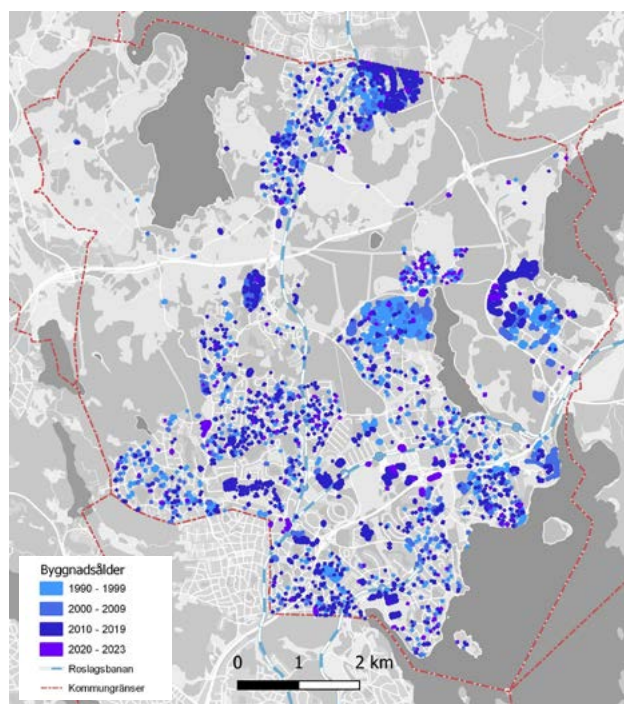 Byggnadsålder
1990 - 1999
2000 - 2009
2010 - 2019
2020 - 2023
Roslagsbanan
Kommungränser
0 1 2 km